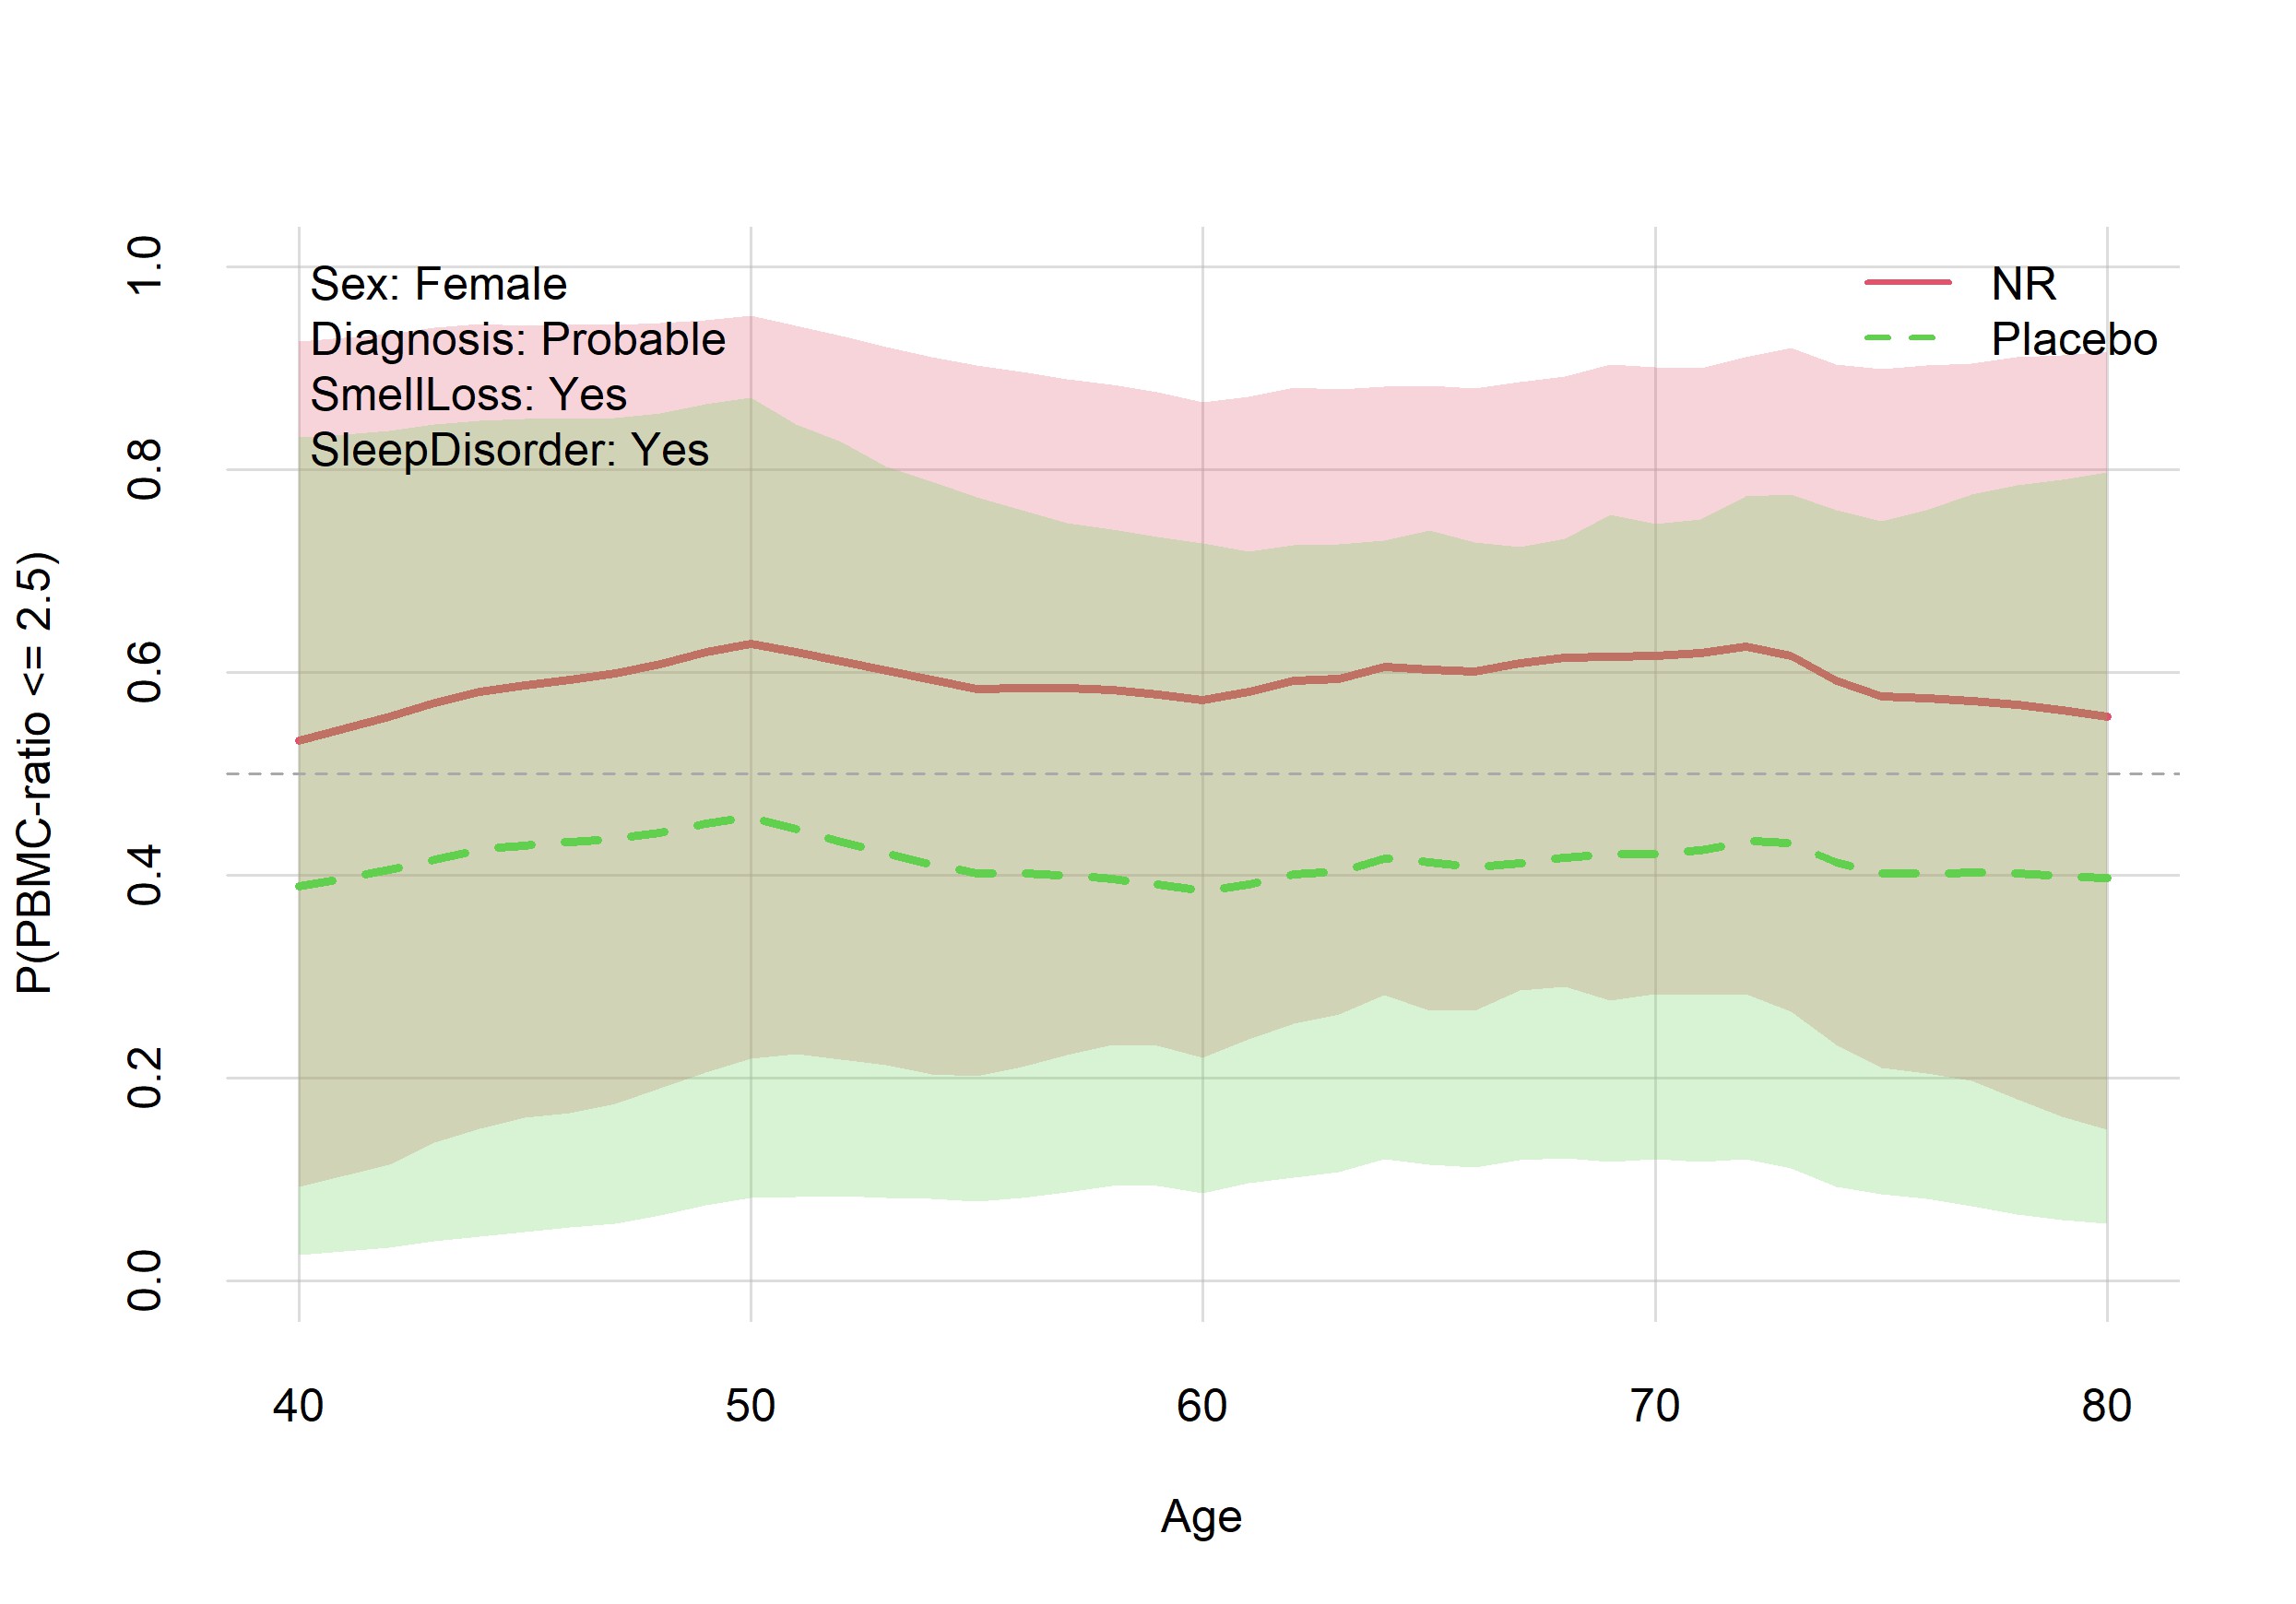 Sex: Female
Diagnosis: Probable
SmellLoss: Yes
SleepDisorder: Yes
NR
Placebo
P(PBMC-ratio <= 2.5)
1.0
0.8
0.6
0.4
0.2
0.0
40 50 60 70 80
Age